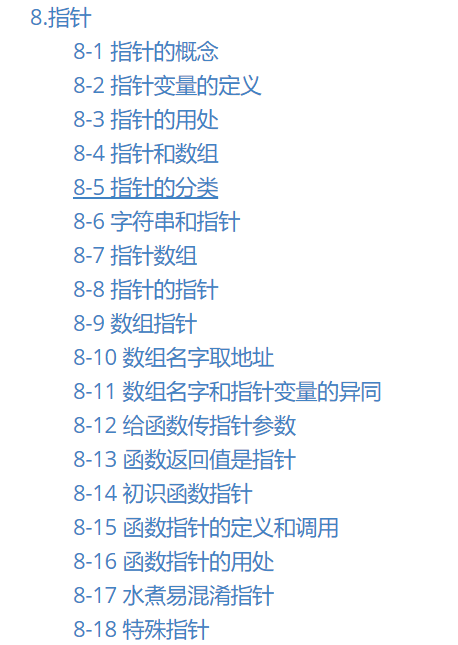 8.指针
8-1 指针的概念
8-2 指针变量的定义
8-3 指针的用处
8-4 指针和数组
8-5 指针的分类
8-6 字符串和指针
8-7 指针数组
8-8 指针的指针
8-9 数组指针
8-10 数组名字取地址
8-11 数组名字和指针变量的异同
8-12 给函数传指针参数
8-13 函数返回值是指针
8-14 初识函数指针
8-15 函数指针的定义和调用
8-16 函数指针的用处
8-17 水煮易混淆指针
8-18 特殊指针